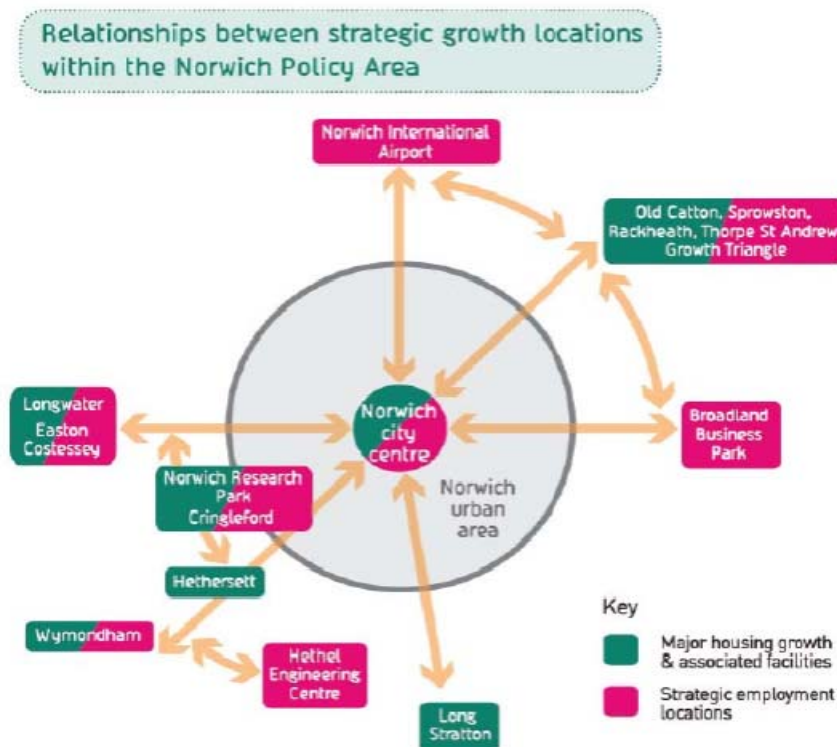 Relationships between strategic growth locations
within the Norwich Policy Area
Norwich International
Airport
Old Catton, Sprowston,
Rackheath, Thorpe St Andrew
Growth Triangle
Longwater
Easton
Costessey
Norwich
city
centre
Broadland
Business
Park
Norwich Research
Park
Cringleford
Norwich
urban
area
Hethersett
Wymondham
Hethel
Engineering
Centre
Long
Stratton
Key
Major housing growth
& associated facilities
Strategic employment
locations